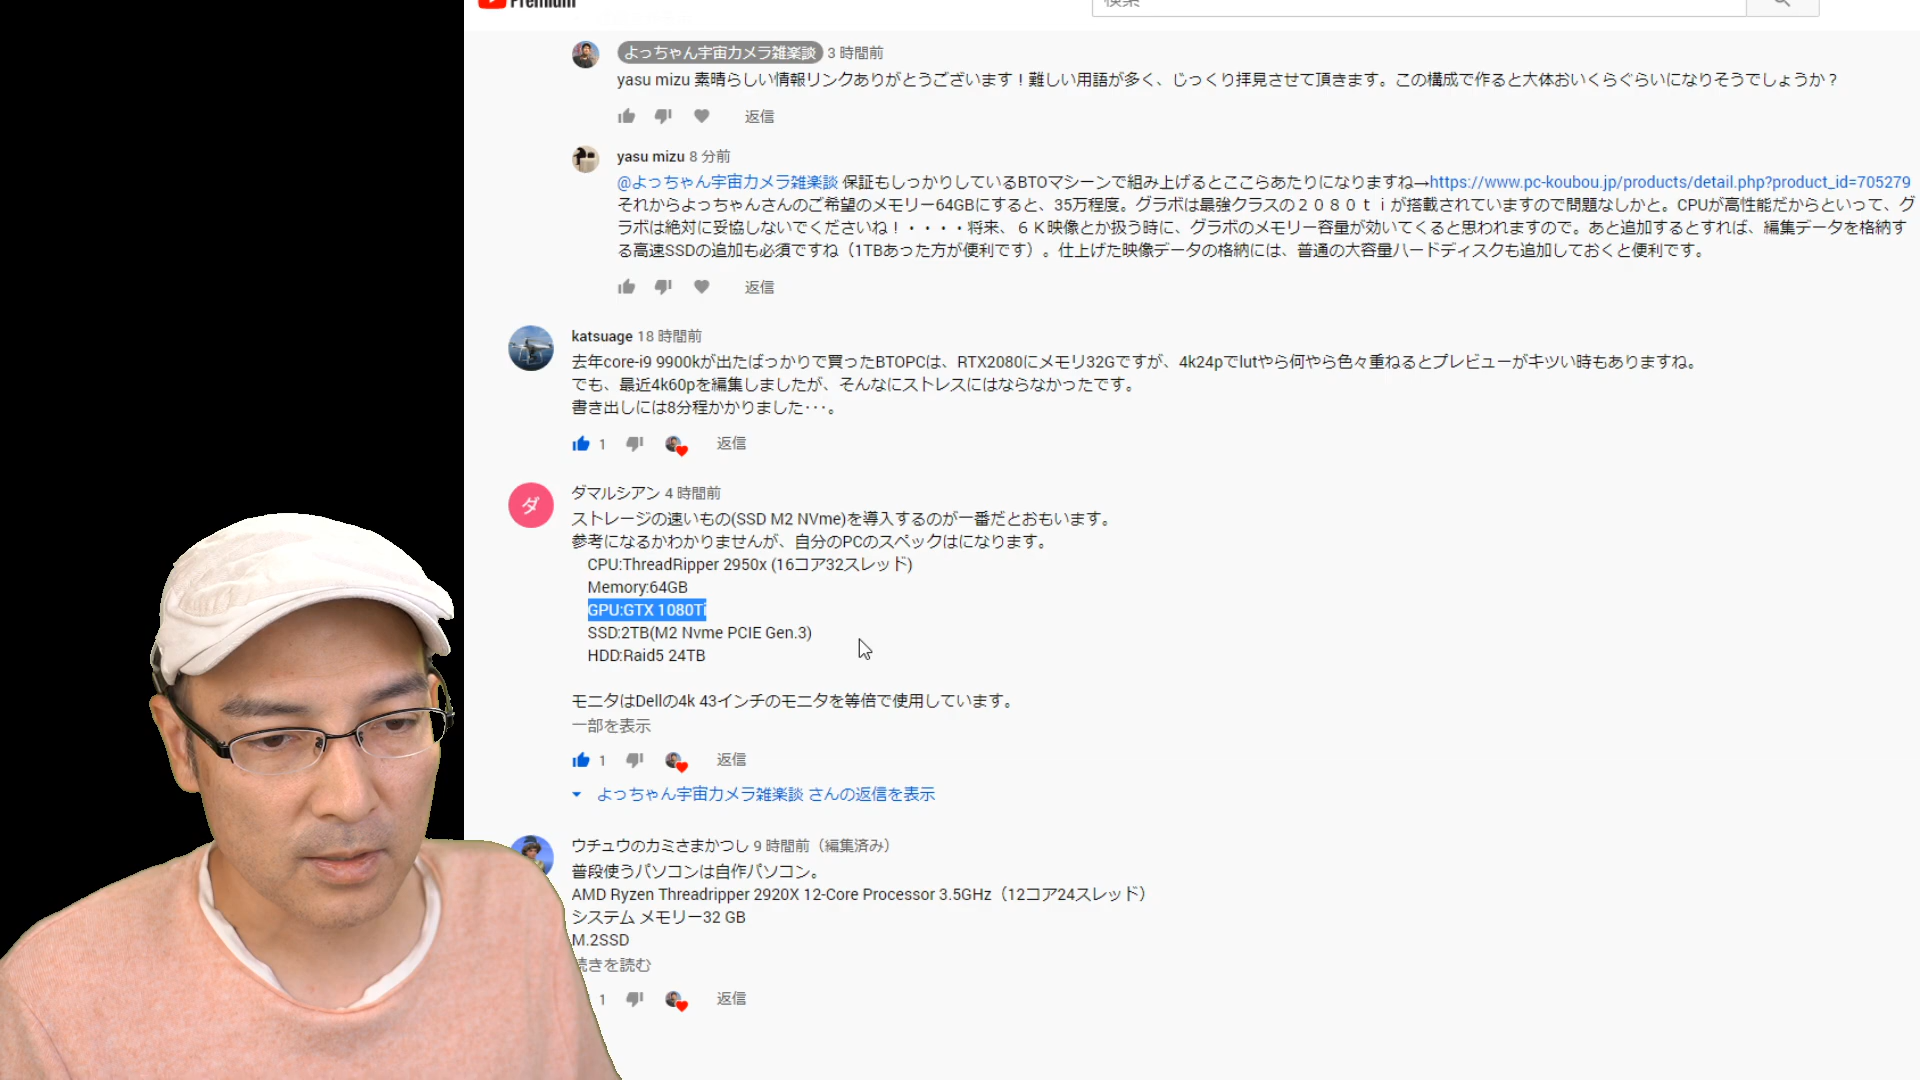 Premium
検索
よっちゃん宇宙カメラ雑楽談 3 時間前
yasu mizu 素晴らしい情報リンクありがとうございます！難しい用語が多く、じっくり拝見させて頂きます。この構成で作ると大体おいくらぐらいになりそうでしょうか？
返信
yasu mizu 8 分前
@よっちゃん宇宙カメラ雑楽談 保証もしっかりしているBTOマシーンで組み上げるとここらあたりになりますね→https://www.pc-koubou.jp/products/detail.php?product_id=705279
それからよっちゃんさんのご希望のメモリー64GBにすると、35万程度。グラボは最強クラスの２０８０ｔｉが搭載されていますので問題なしかと。CPUが高性能だからといって、グ
ラボは絶対に妥協しないでくださいね！・・・・将来、６Ｋ映像とか扱う時に、グラボのメモリー容量が効いてくると思われますので。あと追加するとすれば、編集データを格納す
る高速SSDの追加も必須ですね（1TBあった方が便利です）。仕上げた映像データの格納には、普通の大容量ハードディスクも追加しておくと便利です。
返信
katsuage 18 時間前
去年core-i9 9900kが出たばっかりで買ったBTOPCは、RTX2080にメモリ32Gですが、4k24pでlutやら何やら色々重ねるとプレビューがキツい時もありますね。
でも、最近4k60pを編集しましたが、そんなにストレスにはならなかったです。
書き出しには8分程かかりました･･･。
1 返信
ダ
ダマルシアン 4 時間前
ストレージの速いもの(SSD M2 NVme)を導入するのが一番だとおもいます。
参考になるかわかりませんが、自分のPCのスペックはになります。
CPU:ThreadRipper 2950x (16コア32スレッド)
Memory:64GB
GPU:GTX 1080Ti
SSD:2TB(M2 Nvme PCIE Gen.3)
HDD:Raid5 24TB
モニタはDellの4k 43インチのモニタを等倍で使用しています。
一部を表示
1 返信
よっちゃん宇宙カメラ雑楽談 さんの返信を表示
ウチュウのカミさまかつし 9 時間前（編集済み）
普段使うパソコンは自作パソコン。
AMD Ryzen Threadripper 2920X 12-Core Processor 3.5GHz（12コア24スレッド）
システム メモリー32 GB
M.2SSD
続きを読む
1 返信